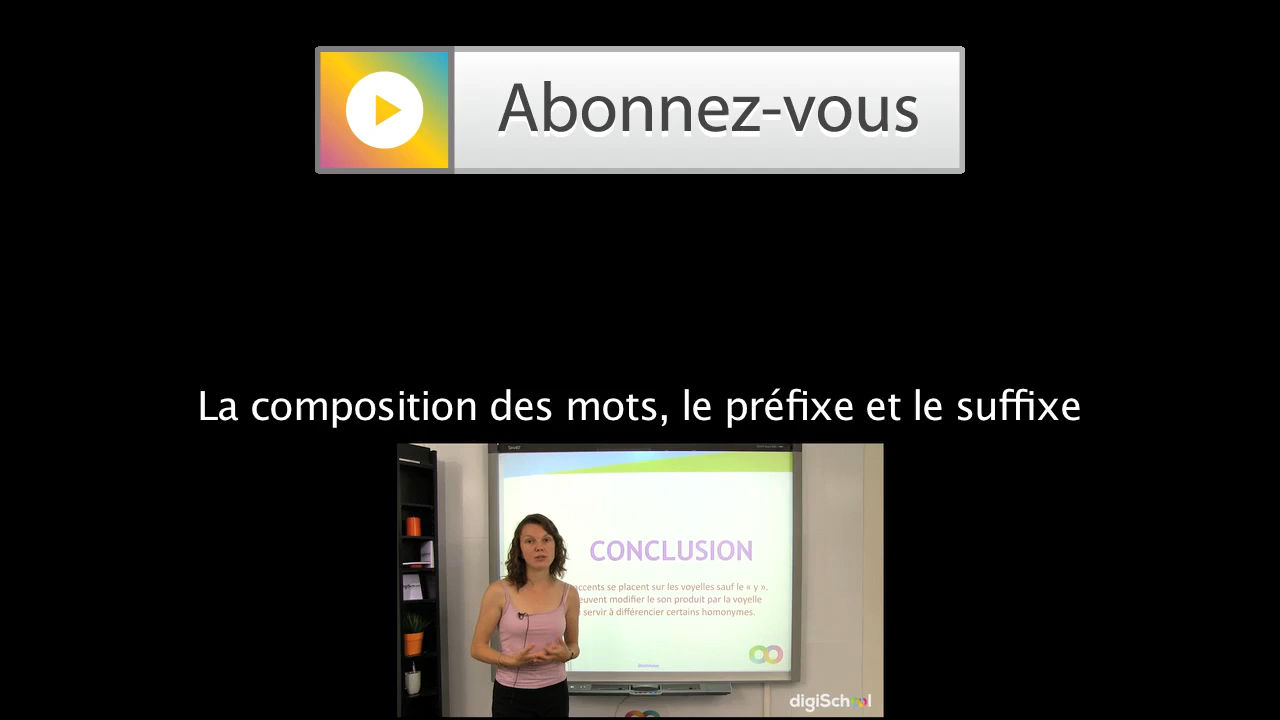 Abonnez-vous
La composition des mots, le préfixe et le suffixe
CONCLUSION
accents se placent sur les voyelles sauf le « y ».
euvent modifier le son produit par la voyelle
servir à différencier certains homonymes.
digiSchool